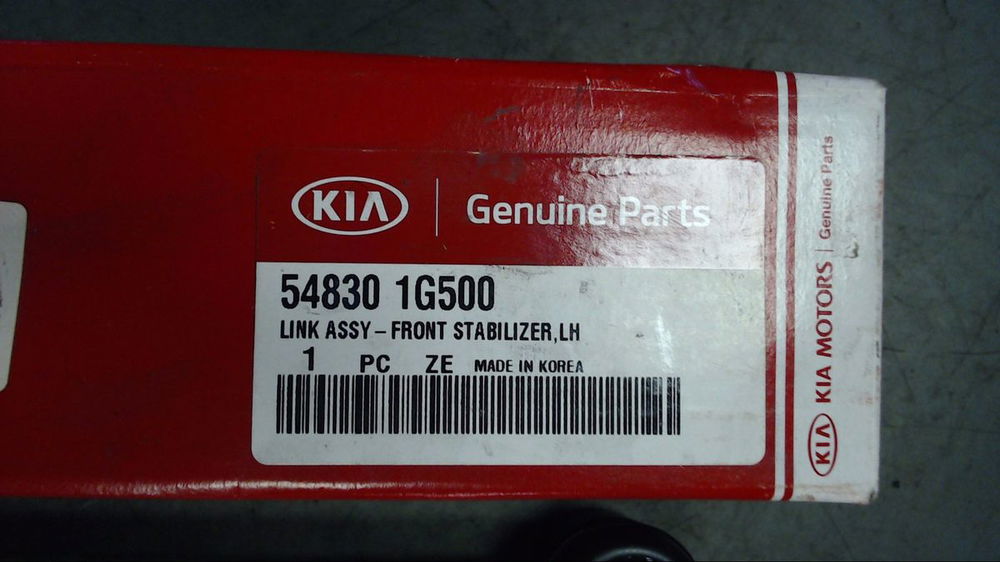 KIA | Genuine Parts
54830 1G500
LINK ASSY – FRONT STABILIZER,LH
1 PC ZE MADE IN KOREA
KIA KIA MOTORS | Genuine Parts